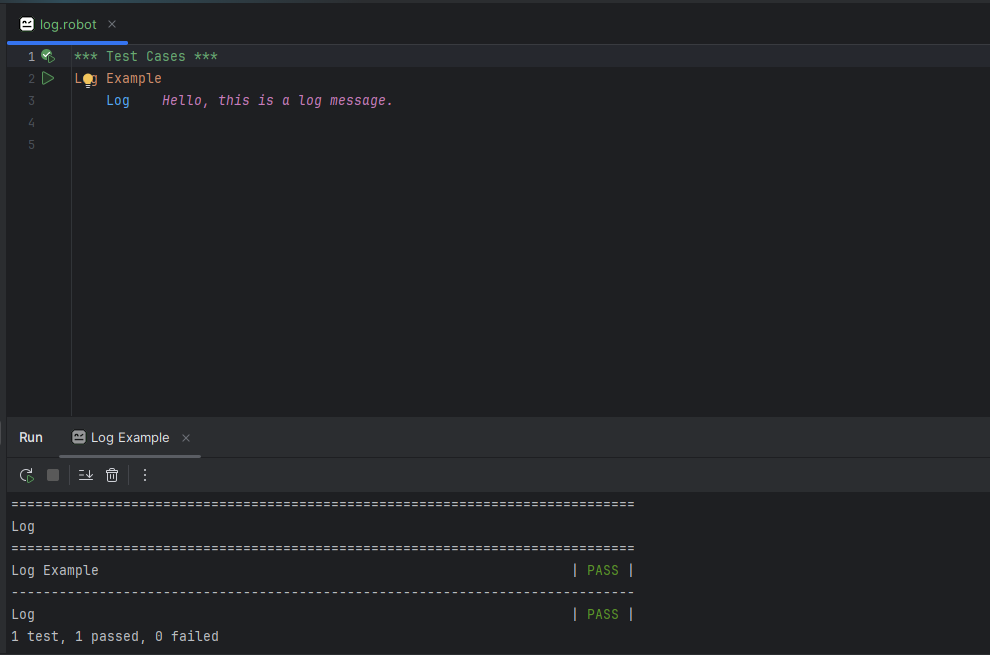 log.robot
1 *** Test Cases ***
2 Log Example
3 Log    Hello, this is a log message.
4
5
Run Log Example
==============================================================================
Log
==============================================================================
Log Example                                                           | PASS |
------------------------------------------------------------------------------
Log                                                                   | PASS |
1 test, 1 passed, 0 failed